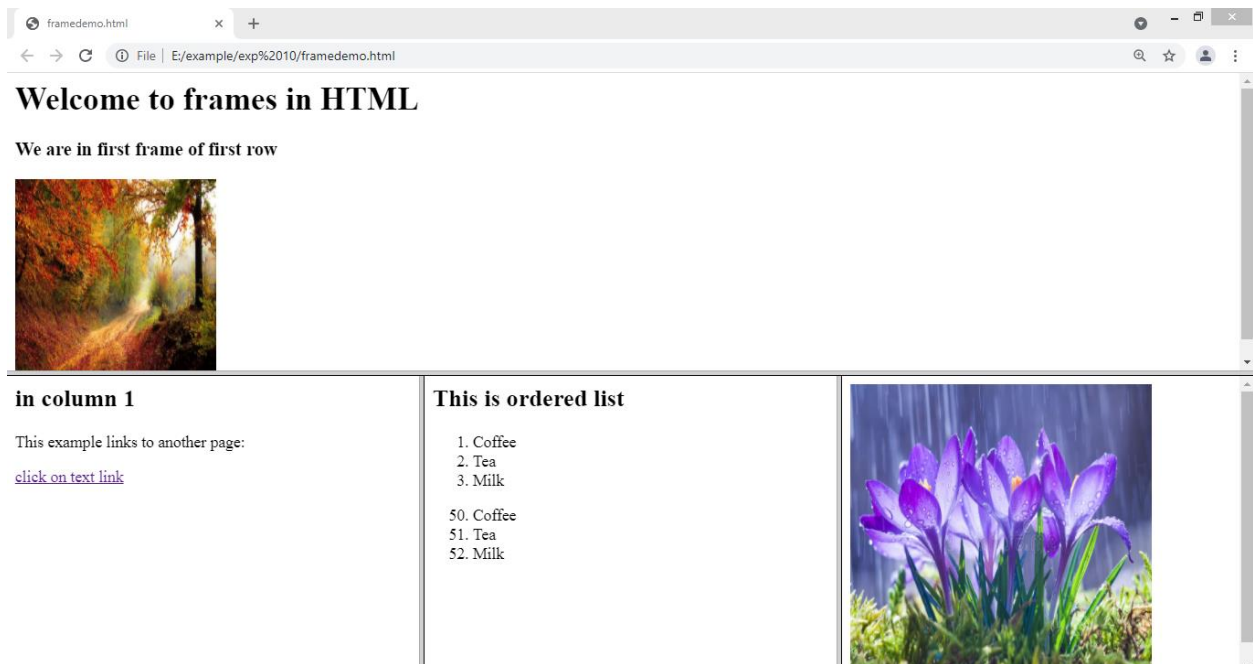 framedemo.html
File | E:/example/exp%2010/framedemo.html
Welcome to frames in HTML
We are in first frame of first row
in column 1
This example links to another page:
click on text link
This is ordered list
1. Coffee
2. Tea
3. Milk
50. Coffee
51. Tea
52. Milk